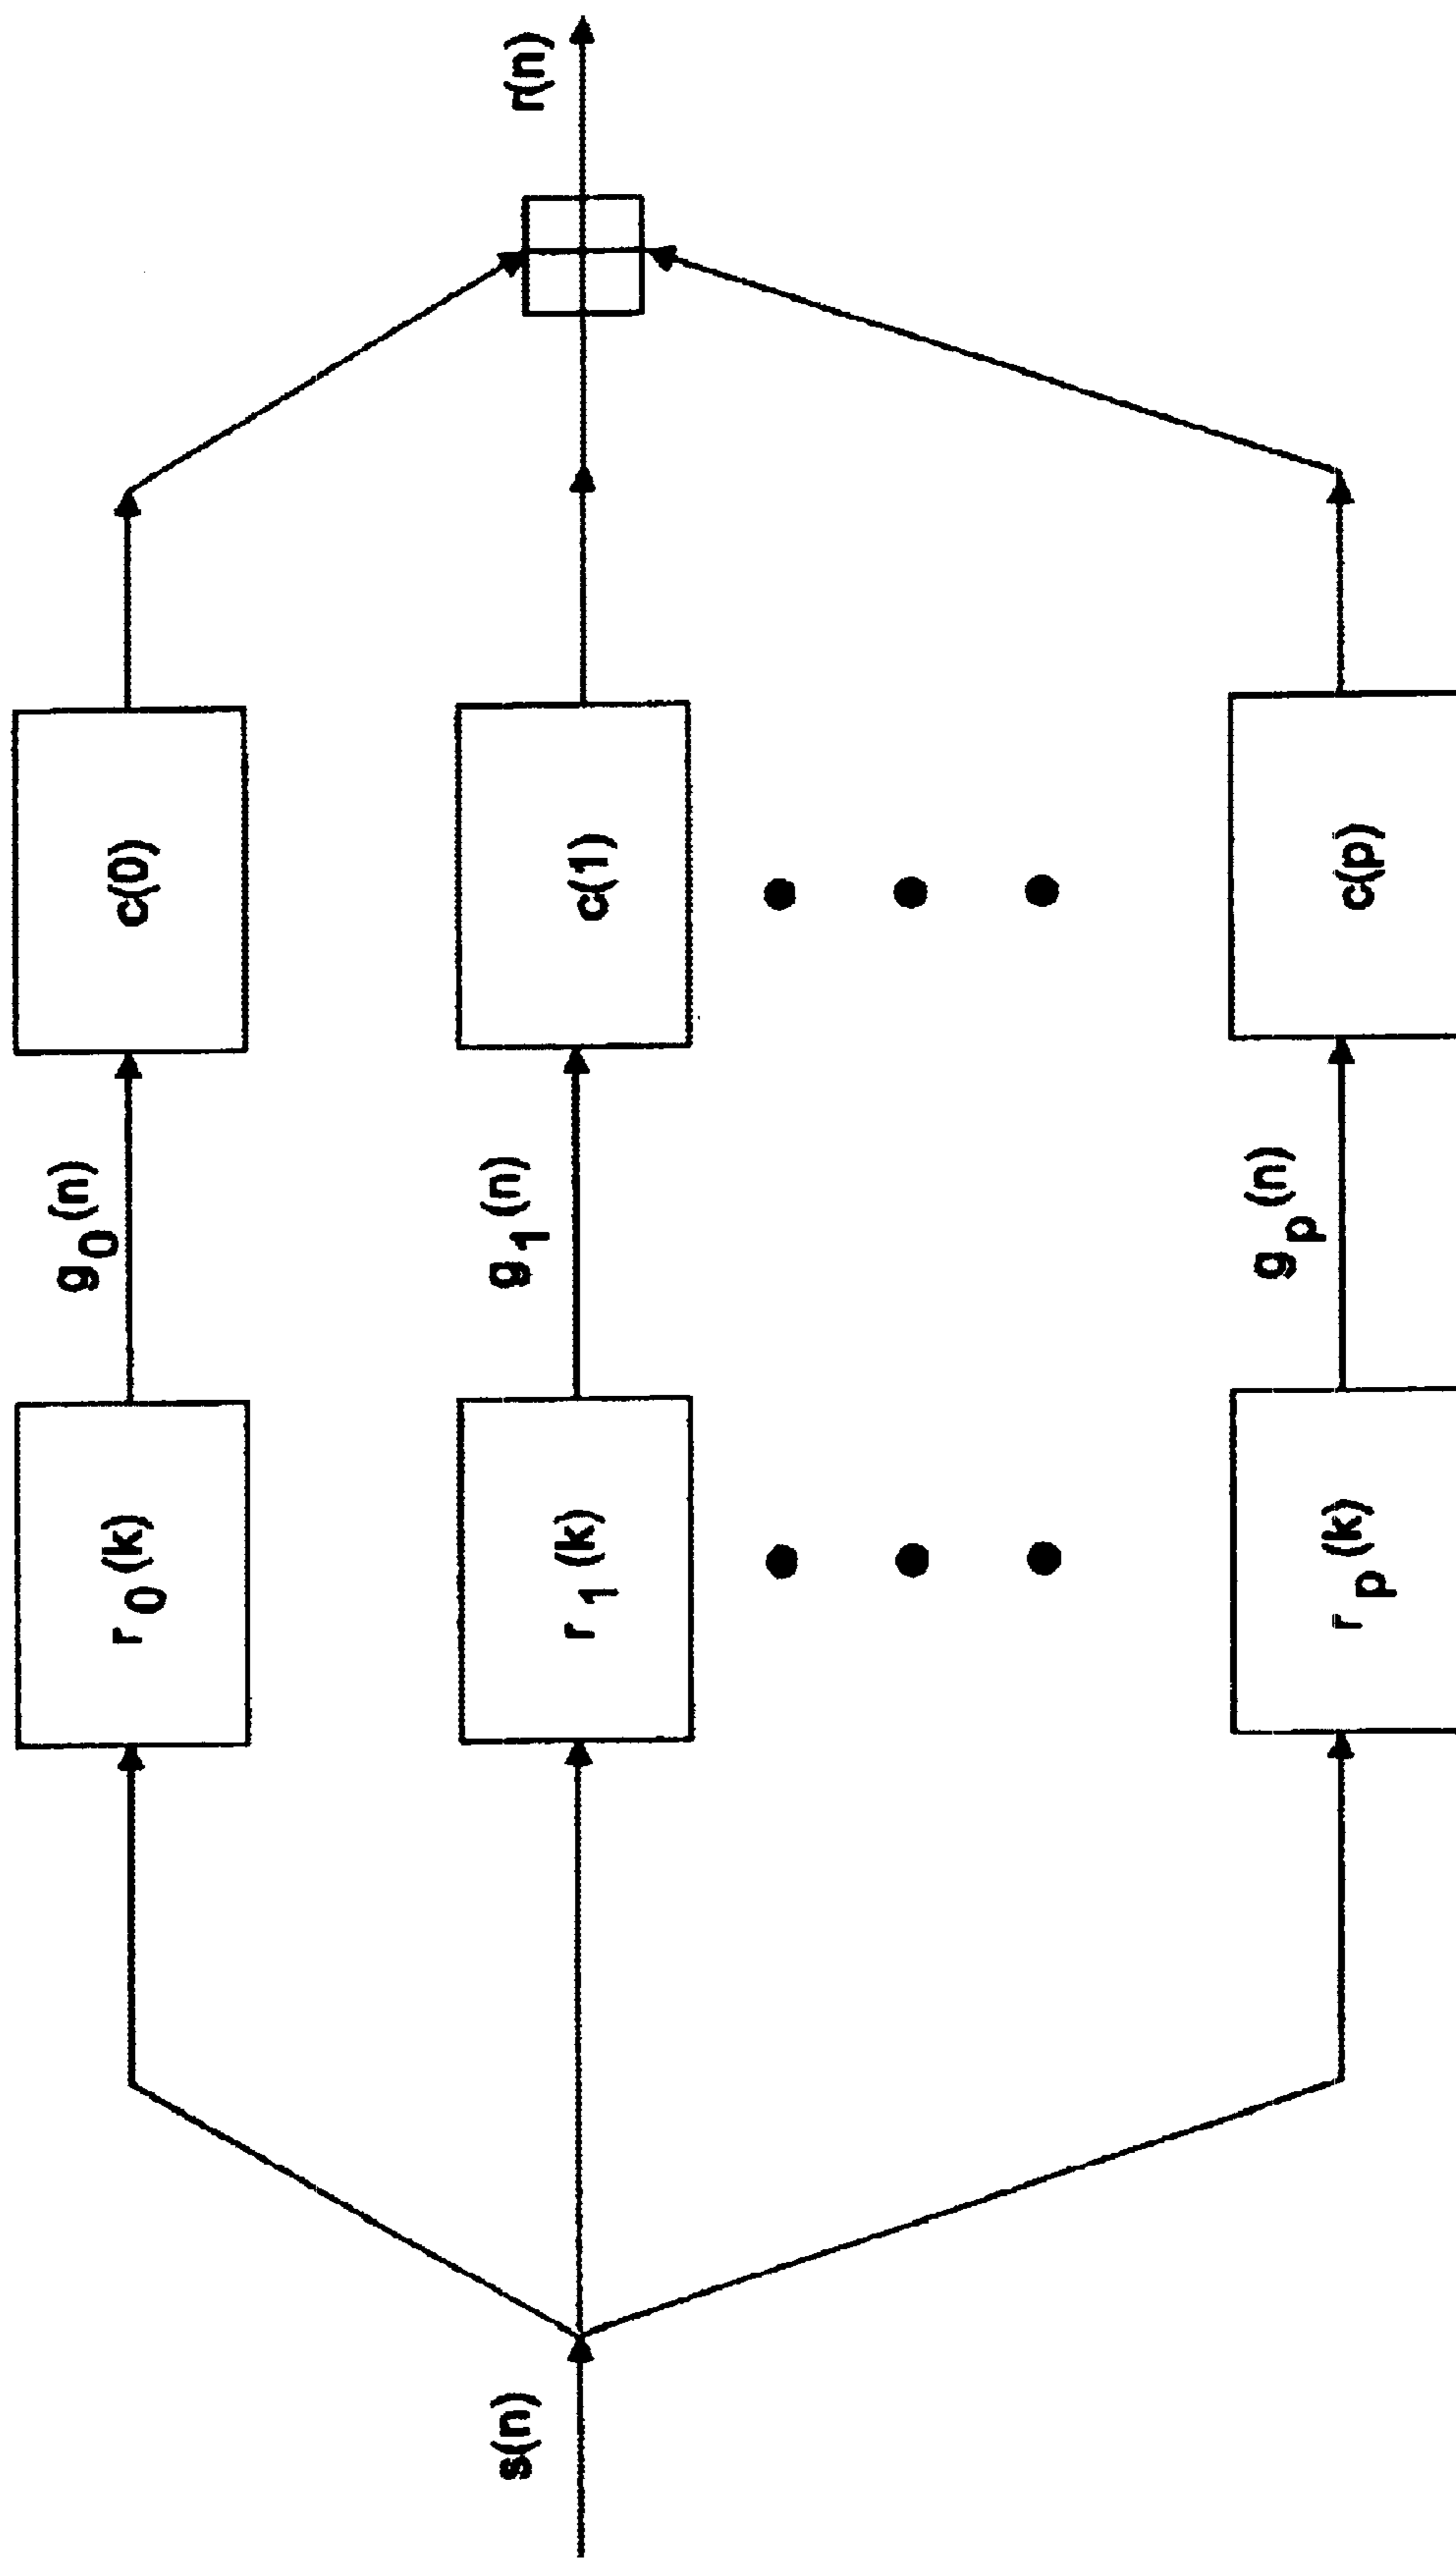 s(n)
r0(k)
g0(n)
c(0)
r1(k)
g1(n)
c(1)
r(n)
rp(k)
gp(n)
c(p)